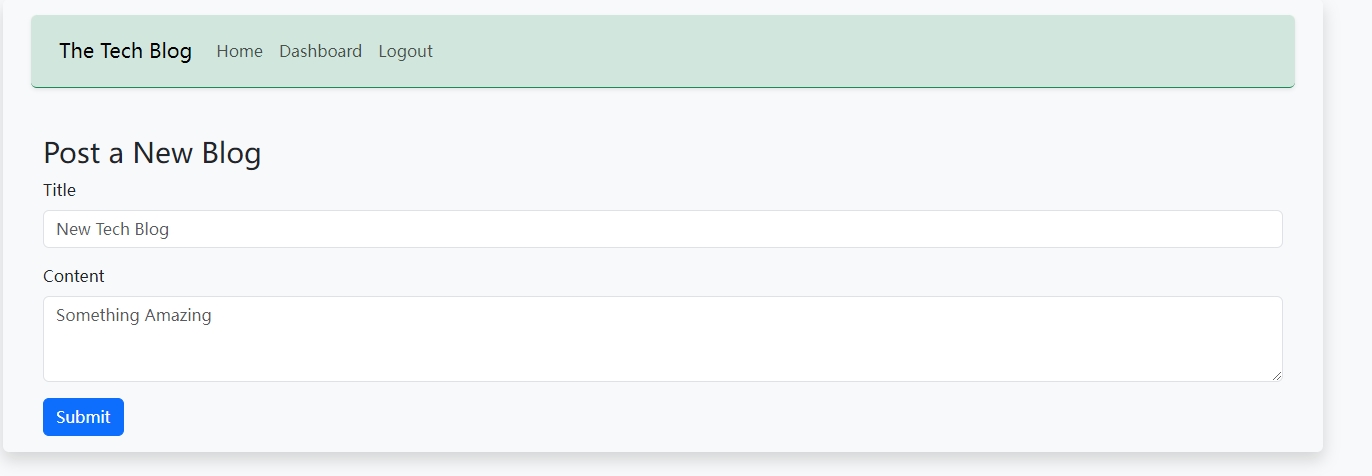 The Tech Blog Home Dashboard Logout
Post a New Blog
Title
New Tech Blog
Content
Something Amazing
Submit